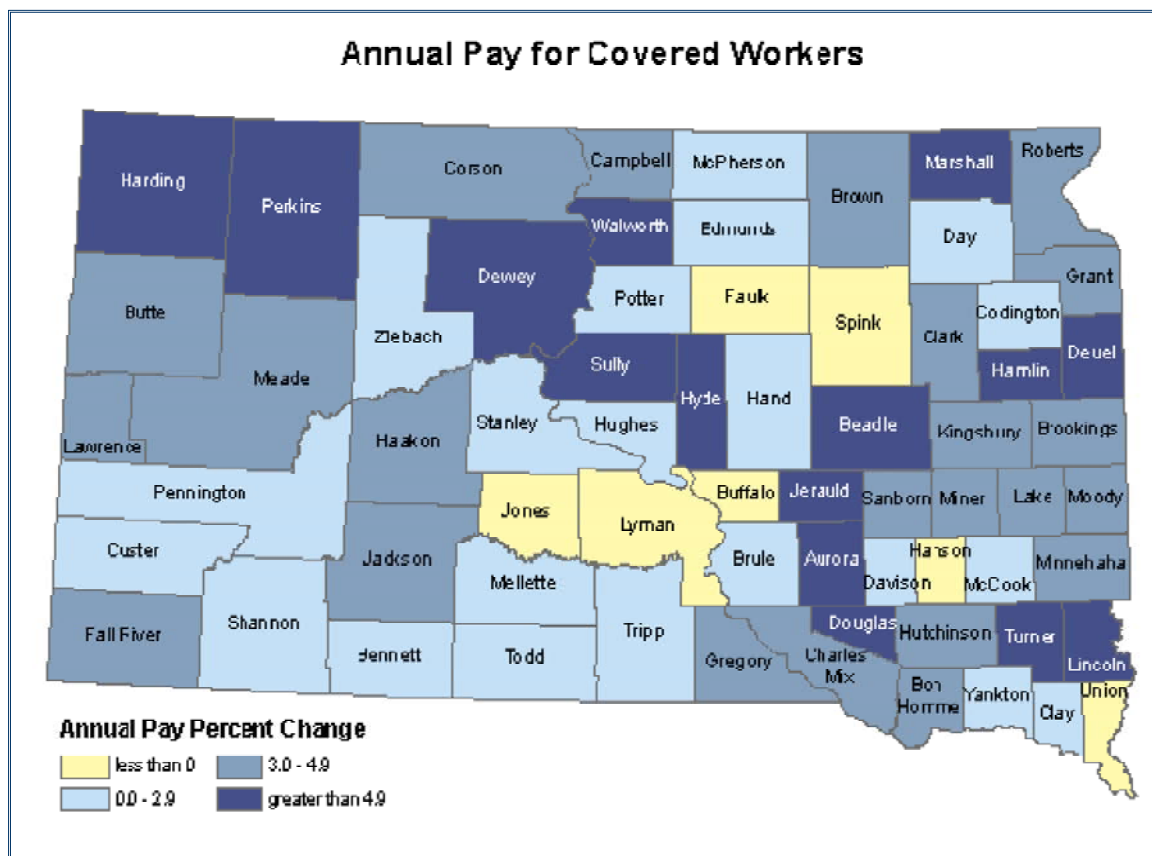 Annual Pay for Covered Workers
Harding
Perkins
Corson
Campbell
McPherson
Brown
Marshall
Roberts
Walworth
Edmunds
Day
Dewey
Butte
Ziebach
Potter
Faulk
Spink
Grant
Codington
Clark
Deuel
Hamlin
Meade
Sully
Hyde
Hand
Beadle
Stanley
Hughes
Haakon
Lawrence
Kingsbury
Brookings
Pennington
Jones
Lyman
Buffalo
Jerauld
Sanborn
Miner
Lake
Moody
Custer
Jackson
Mellette
Brule
Aurora
Hanson
Davison
McCook
Minnehaha
Fall River
Shannon
Bennett
Todd
Tripp
Gregory
Douglas
Charles
Mix
Hutchinson
Turner
Lincoln
Bon
Homme
Yankton
Clay
Union
Annual Pay Percent Change
less than 0
3.0 - 4.9
0.0 - 2.9
greater than 4.9